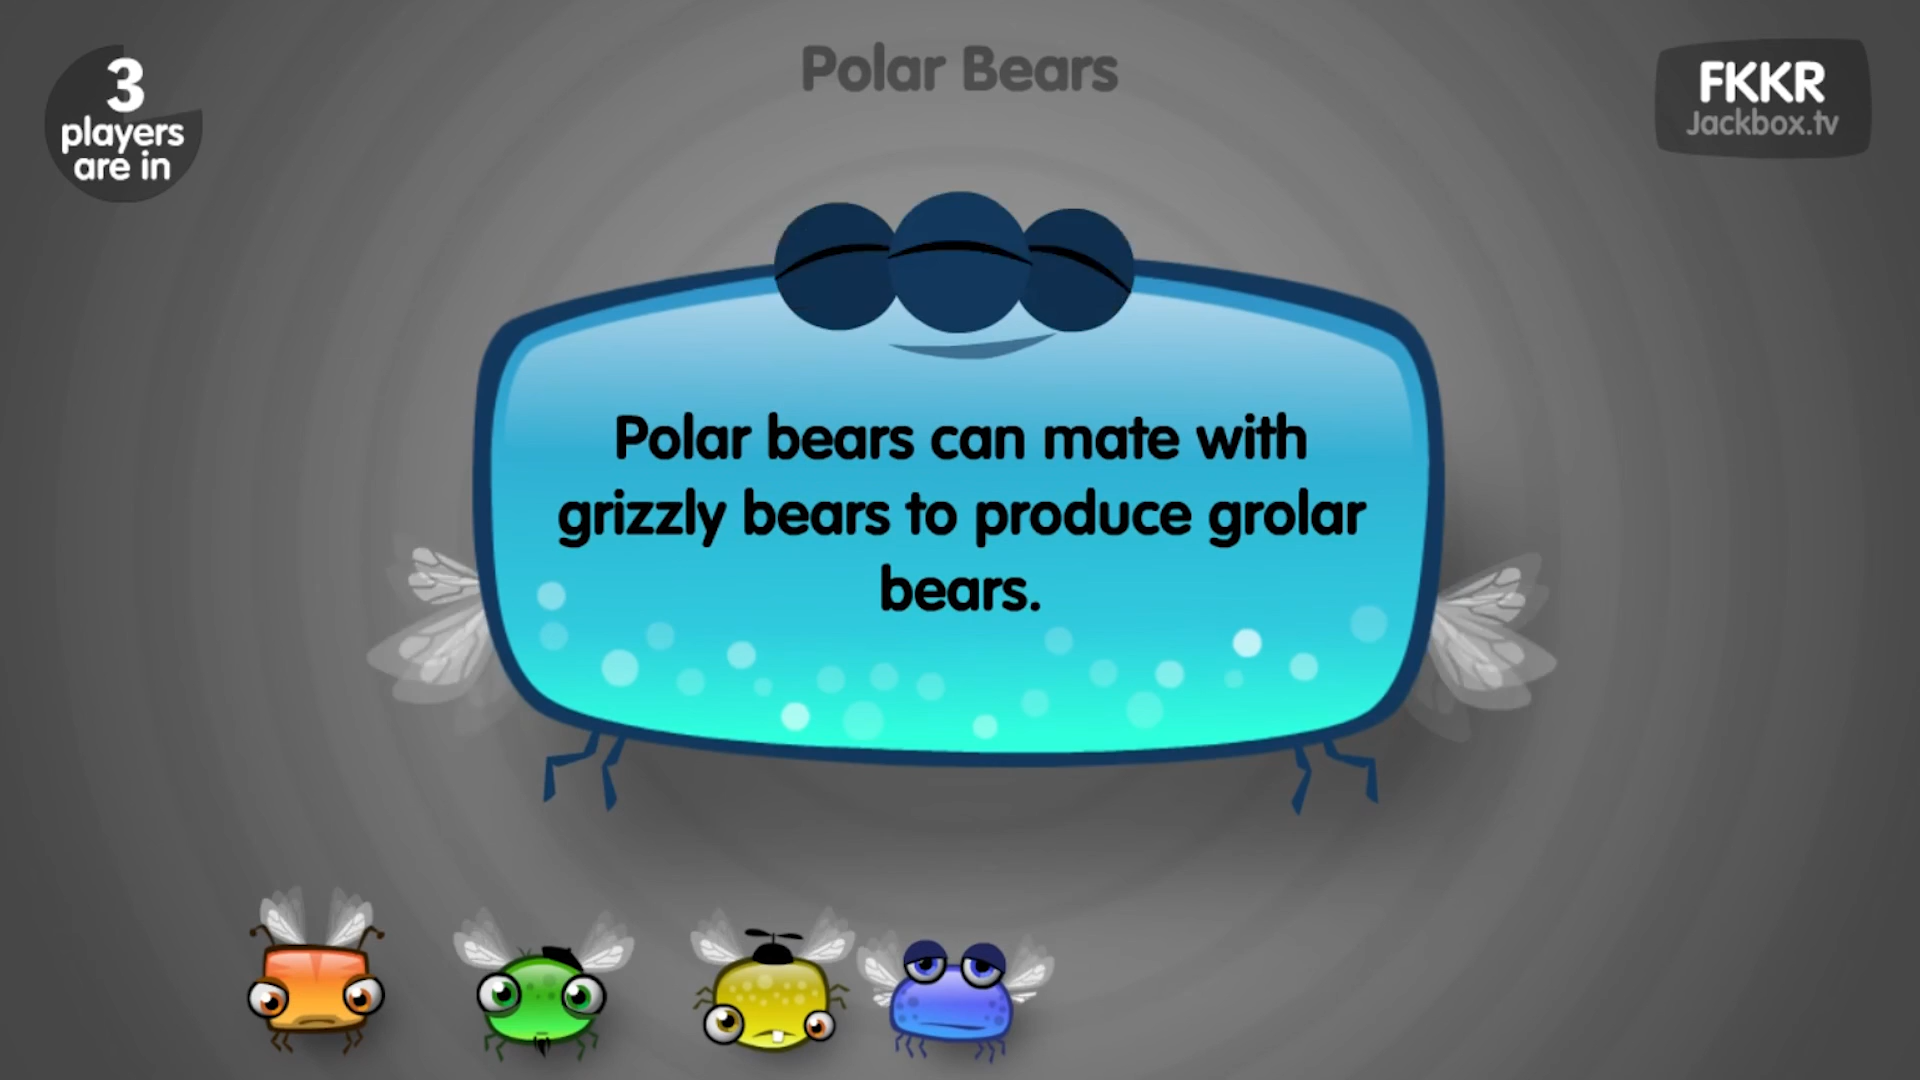 Polar Bears
3
players
are in
FKKR
Jackbox.tv
Polar bears can mate with
grizzly bears to produce grolar
bears.